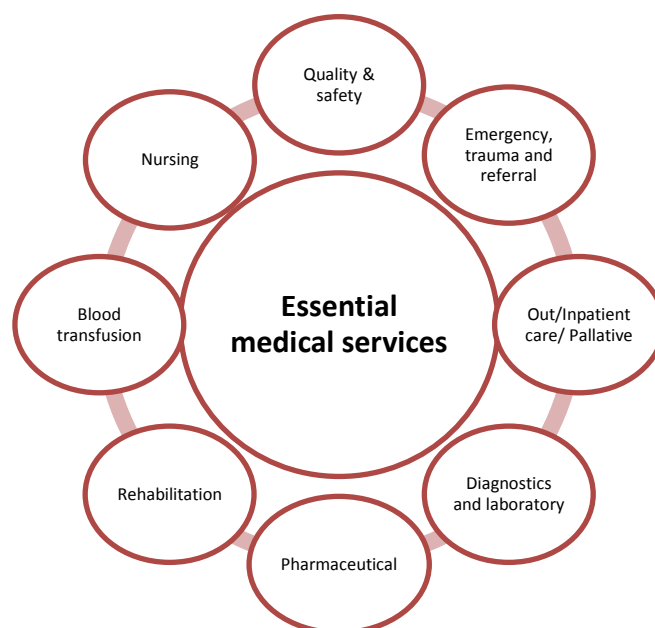 Quality &
safety
Emergency,
trauma and
referral
Nursing
Essential
medical services
Blood
transfusion
Out/Inpatient
care/ Pallative
Rehabilitation
Diagnostics
and laboratory
Pharmaceutical